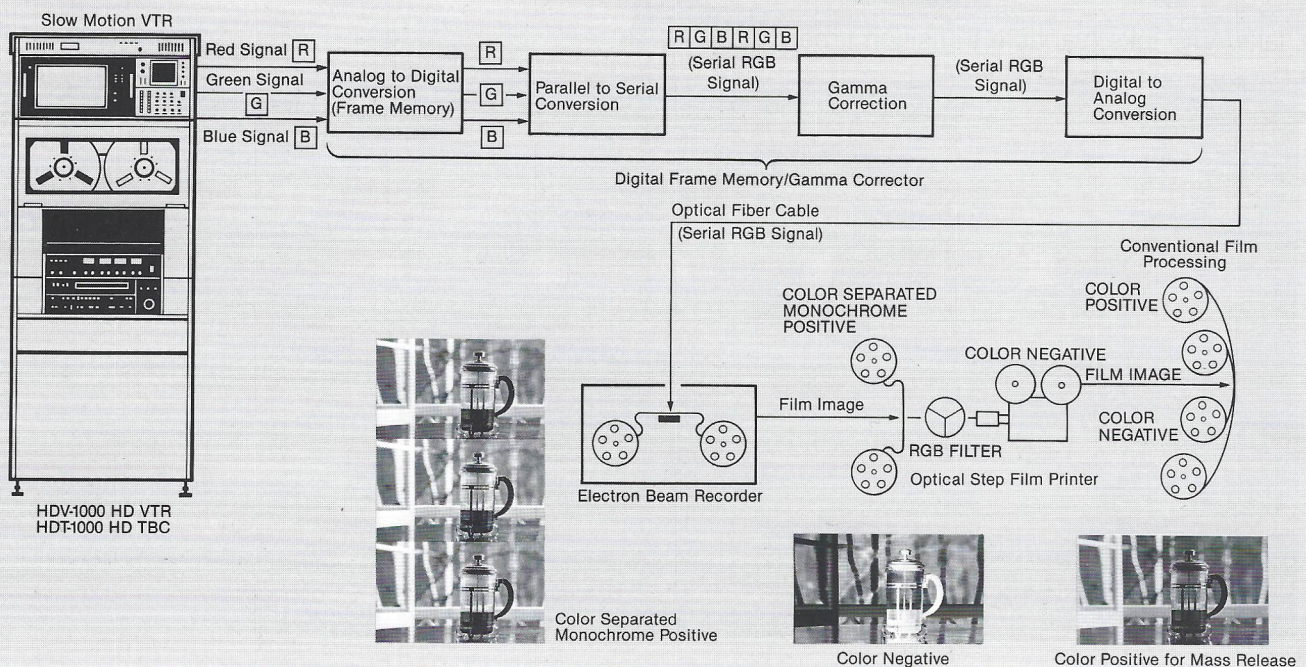 Slow Motion VTR
Red Signal R
Green Signal
G
Blue Signal B
Analog to Digital
Conversion
(Frame Memory)
R
G
B
Parallel to Serial
Conversion
R G B R G B
(Serial RGB
Signal)
Gamma
Correction
(Serial RGB
Signal)
Digital to
Analog
Conversion
Digital Frame Memory/Gamma Corrector
Optical Fiber Cable
(Serial RGB Signal)
HDV-1000 HD VTR
HDT-1000 HD TBC
Electron Beam Recorder
Film Image
COLOR SEPARATED
MONOCHROME
POSITIVE
RGB FILTER
Optical Step Film Printer
COLOR NEGATIVE
FILM IMAGE
Conventional Film
Processing
COLOR
POSITIVE
COLOR
NEGATIVE
Color Separated
Monochrome Positive
Color Negative
Color Positive for Mass Release